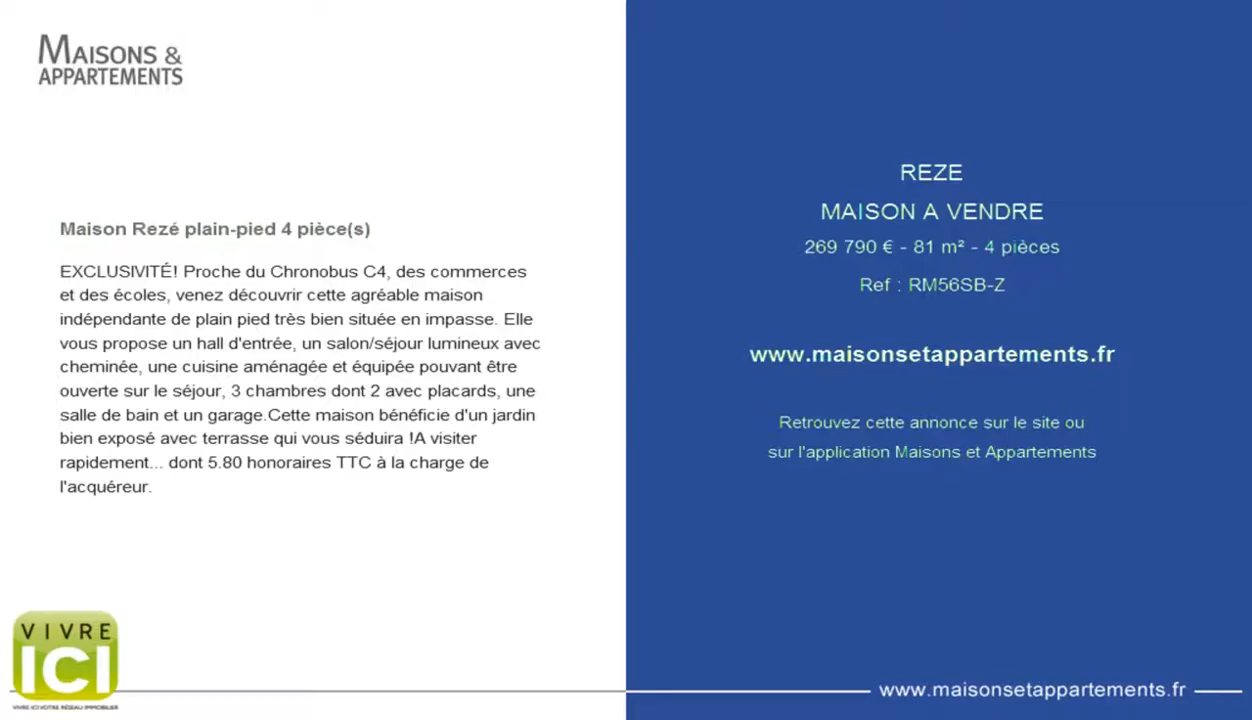 MAISONS &
APPARTEMENTS
Maison Rezé plain-pied 4 pièce(s)
EXCLUSIVITÉ! Proche du Chronobus C4, des commerces
et des écoles, venez découvrir cette agréable maison
indépendante de plain pied très bien située en impasse. Elle
vous propose un hall d'entrée, un salon/séjour lumineux avec
cheminée, une cuisine aménagée et équipée pouvant être
ouverte sur le séjour, 3 chambres dont 2 avec placards, une
salle de bain et un garage.Cette maison bénéficie d'un jardin
bien exposé avec terrasse qui vous séduira !A visiter
rapidement... dont 5.80 honoraires TTC à la charge de
l'acquéreur.
VIVRE
ICI
VIVRE ICI VOTRE RÉSEAU IMMOBILIER
REZE
MAISON A VENDRE
269 790 € - 81 m² - 4 pièces
Ref : RM56SB-Z
www.maisonsetappartements.fr
Retrouvez cette annonce sur le site ou
sur l'application Maisons et Appartements
www.maisonsetappartements.fr